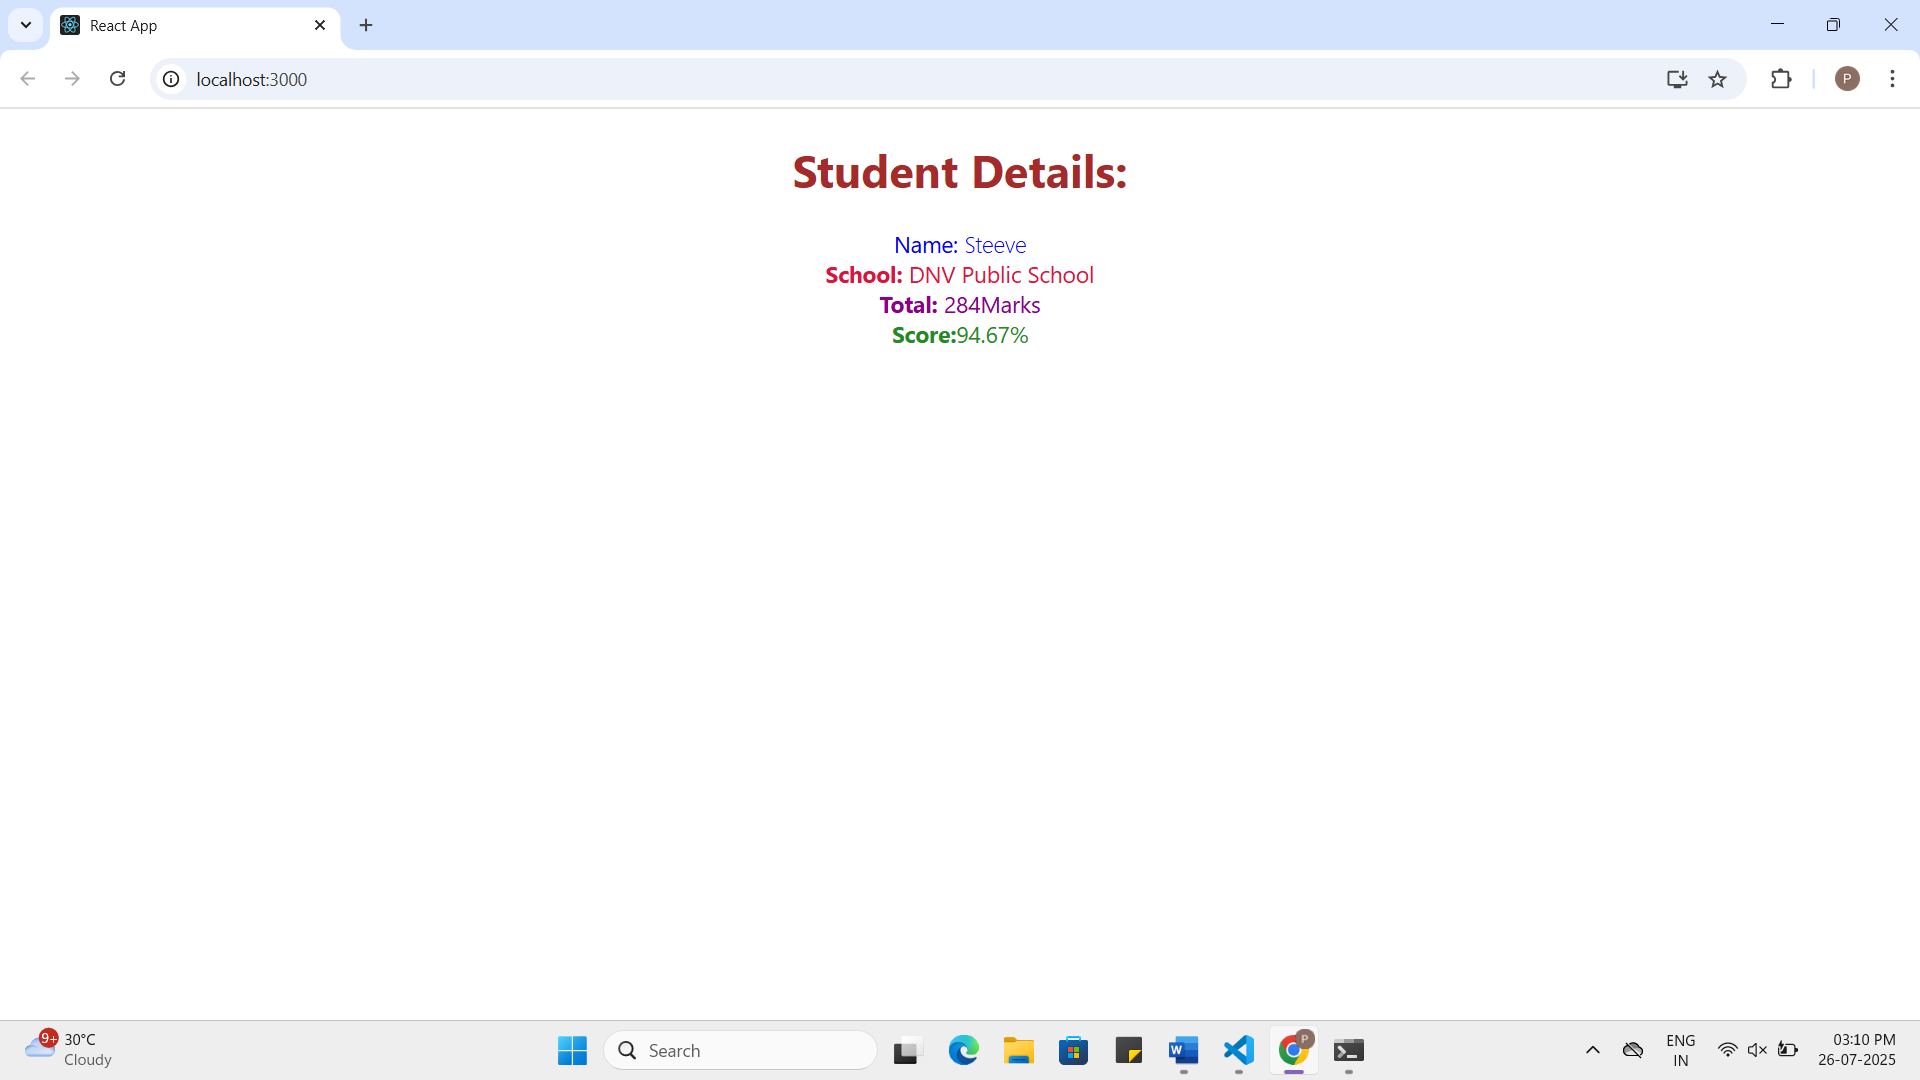 React App
localhost:3000
P
Student Details:
Name: Steeve
School: DNV Public School
Total: 284Marks
Score:94.67%
9+
30°C
Cloudy
Search
W
P
ENG
IN
03:10 PM
26-07-2025